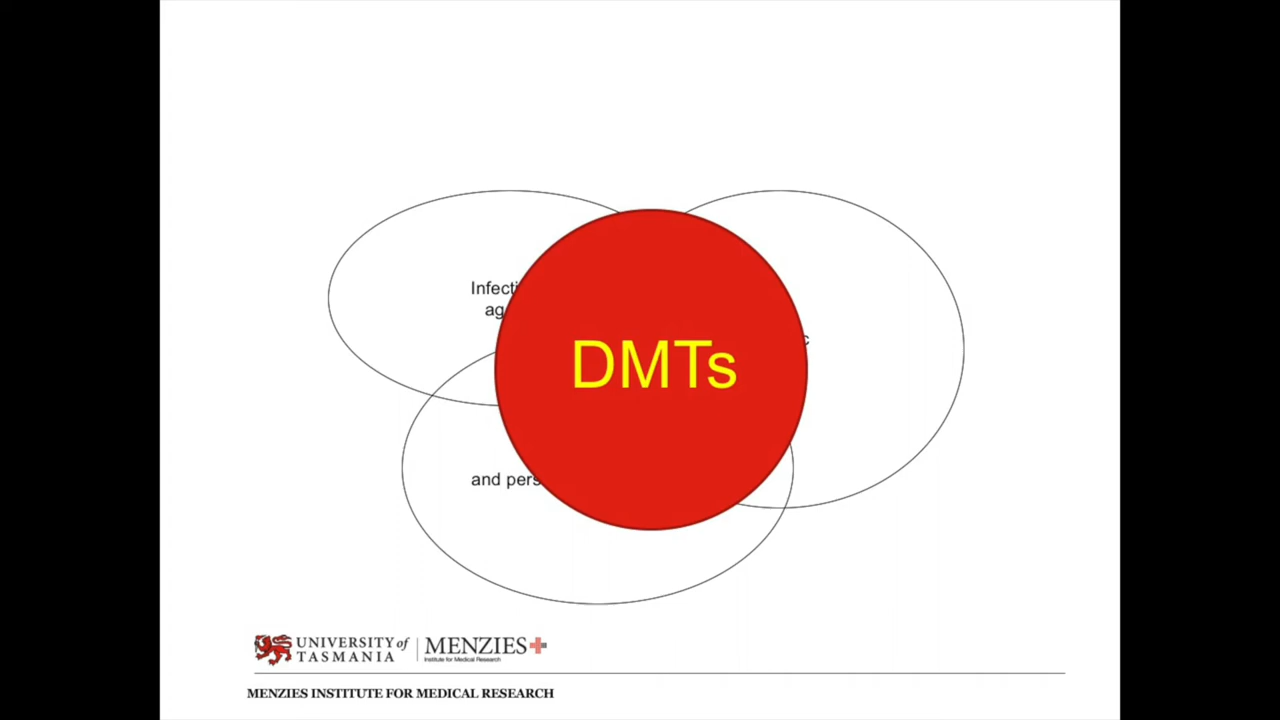 Infecti
ag
c
DMTs
and pers
UNIVERSITY of
TASMANIA
MENZIES
Institute for Medical Research
MENZIES INSTITUTE FOR MEDICAL RESEARCH